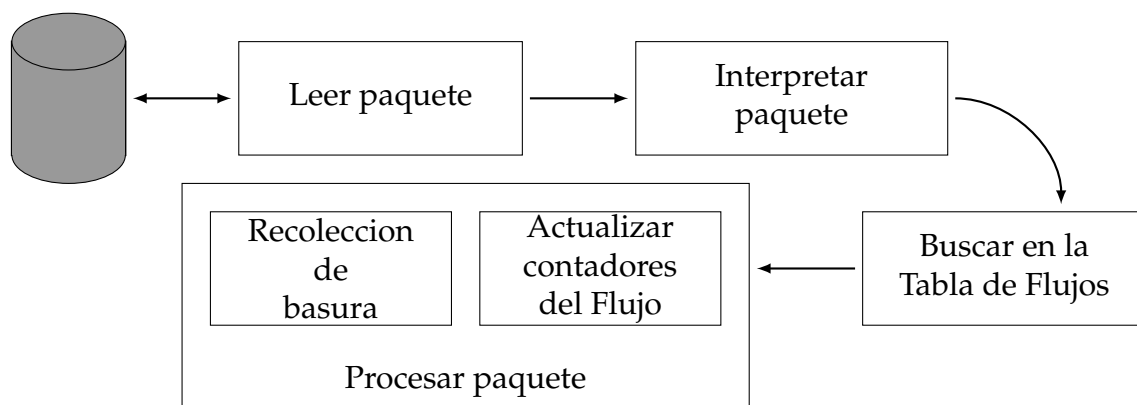 Leer paquete
Interpretar
paquete
Buscar en la
Tabla de Flujos
Recoleccion
de
basura
Actualizar
contadores
del Flujo
Procesar paquete